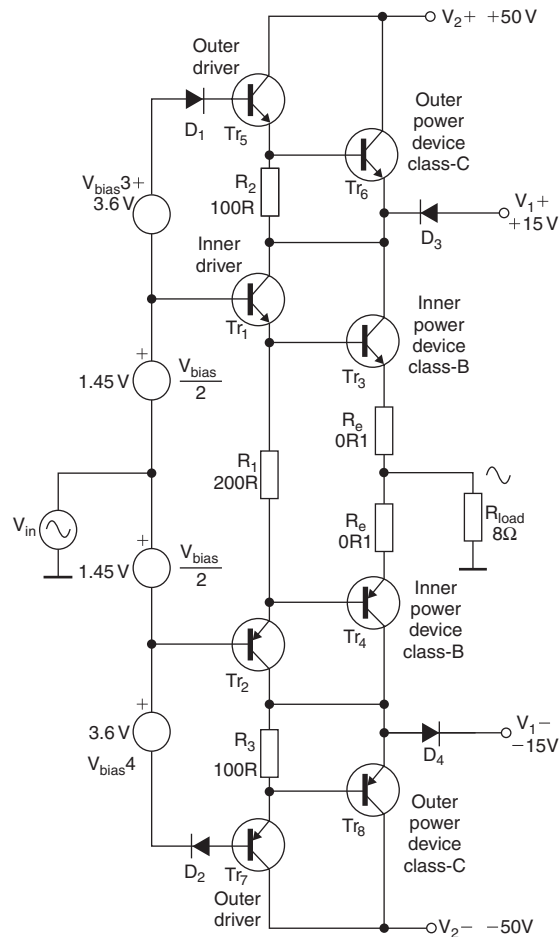 V2+ +50V
Outer
driver
D1
Tr5
Outer
power
device
class-C
Tr6
Vbias3+
3.6V
R2
100R
V1+
+15V
D3
Inner
driver
Tr1
Inner
power
device
class-B
Tr3
+
1.45V
Vbias
2
Re
0R1
R1
200R
Vin
Rload
8Ω
Re
0R1
+
1.45V
Vbias
2
Inner
power
device
class-B
Tr4
Tr2
+
3.6V
Vbias4
R3
100R
V1−
−15V
D4
Tr8
Outer
power
device
class-C
D2
Tr7
Outer
driver
V2− −50V